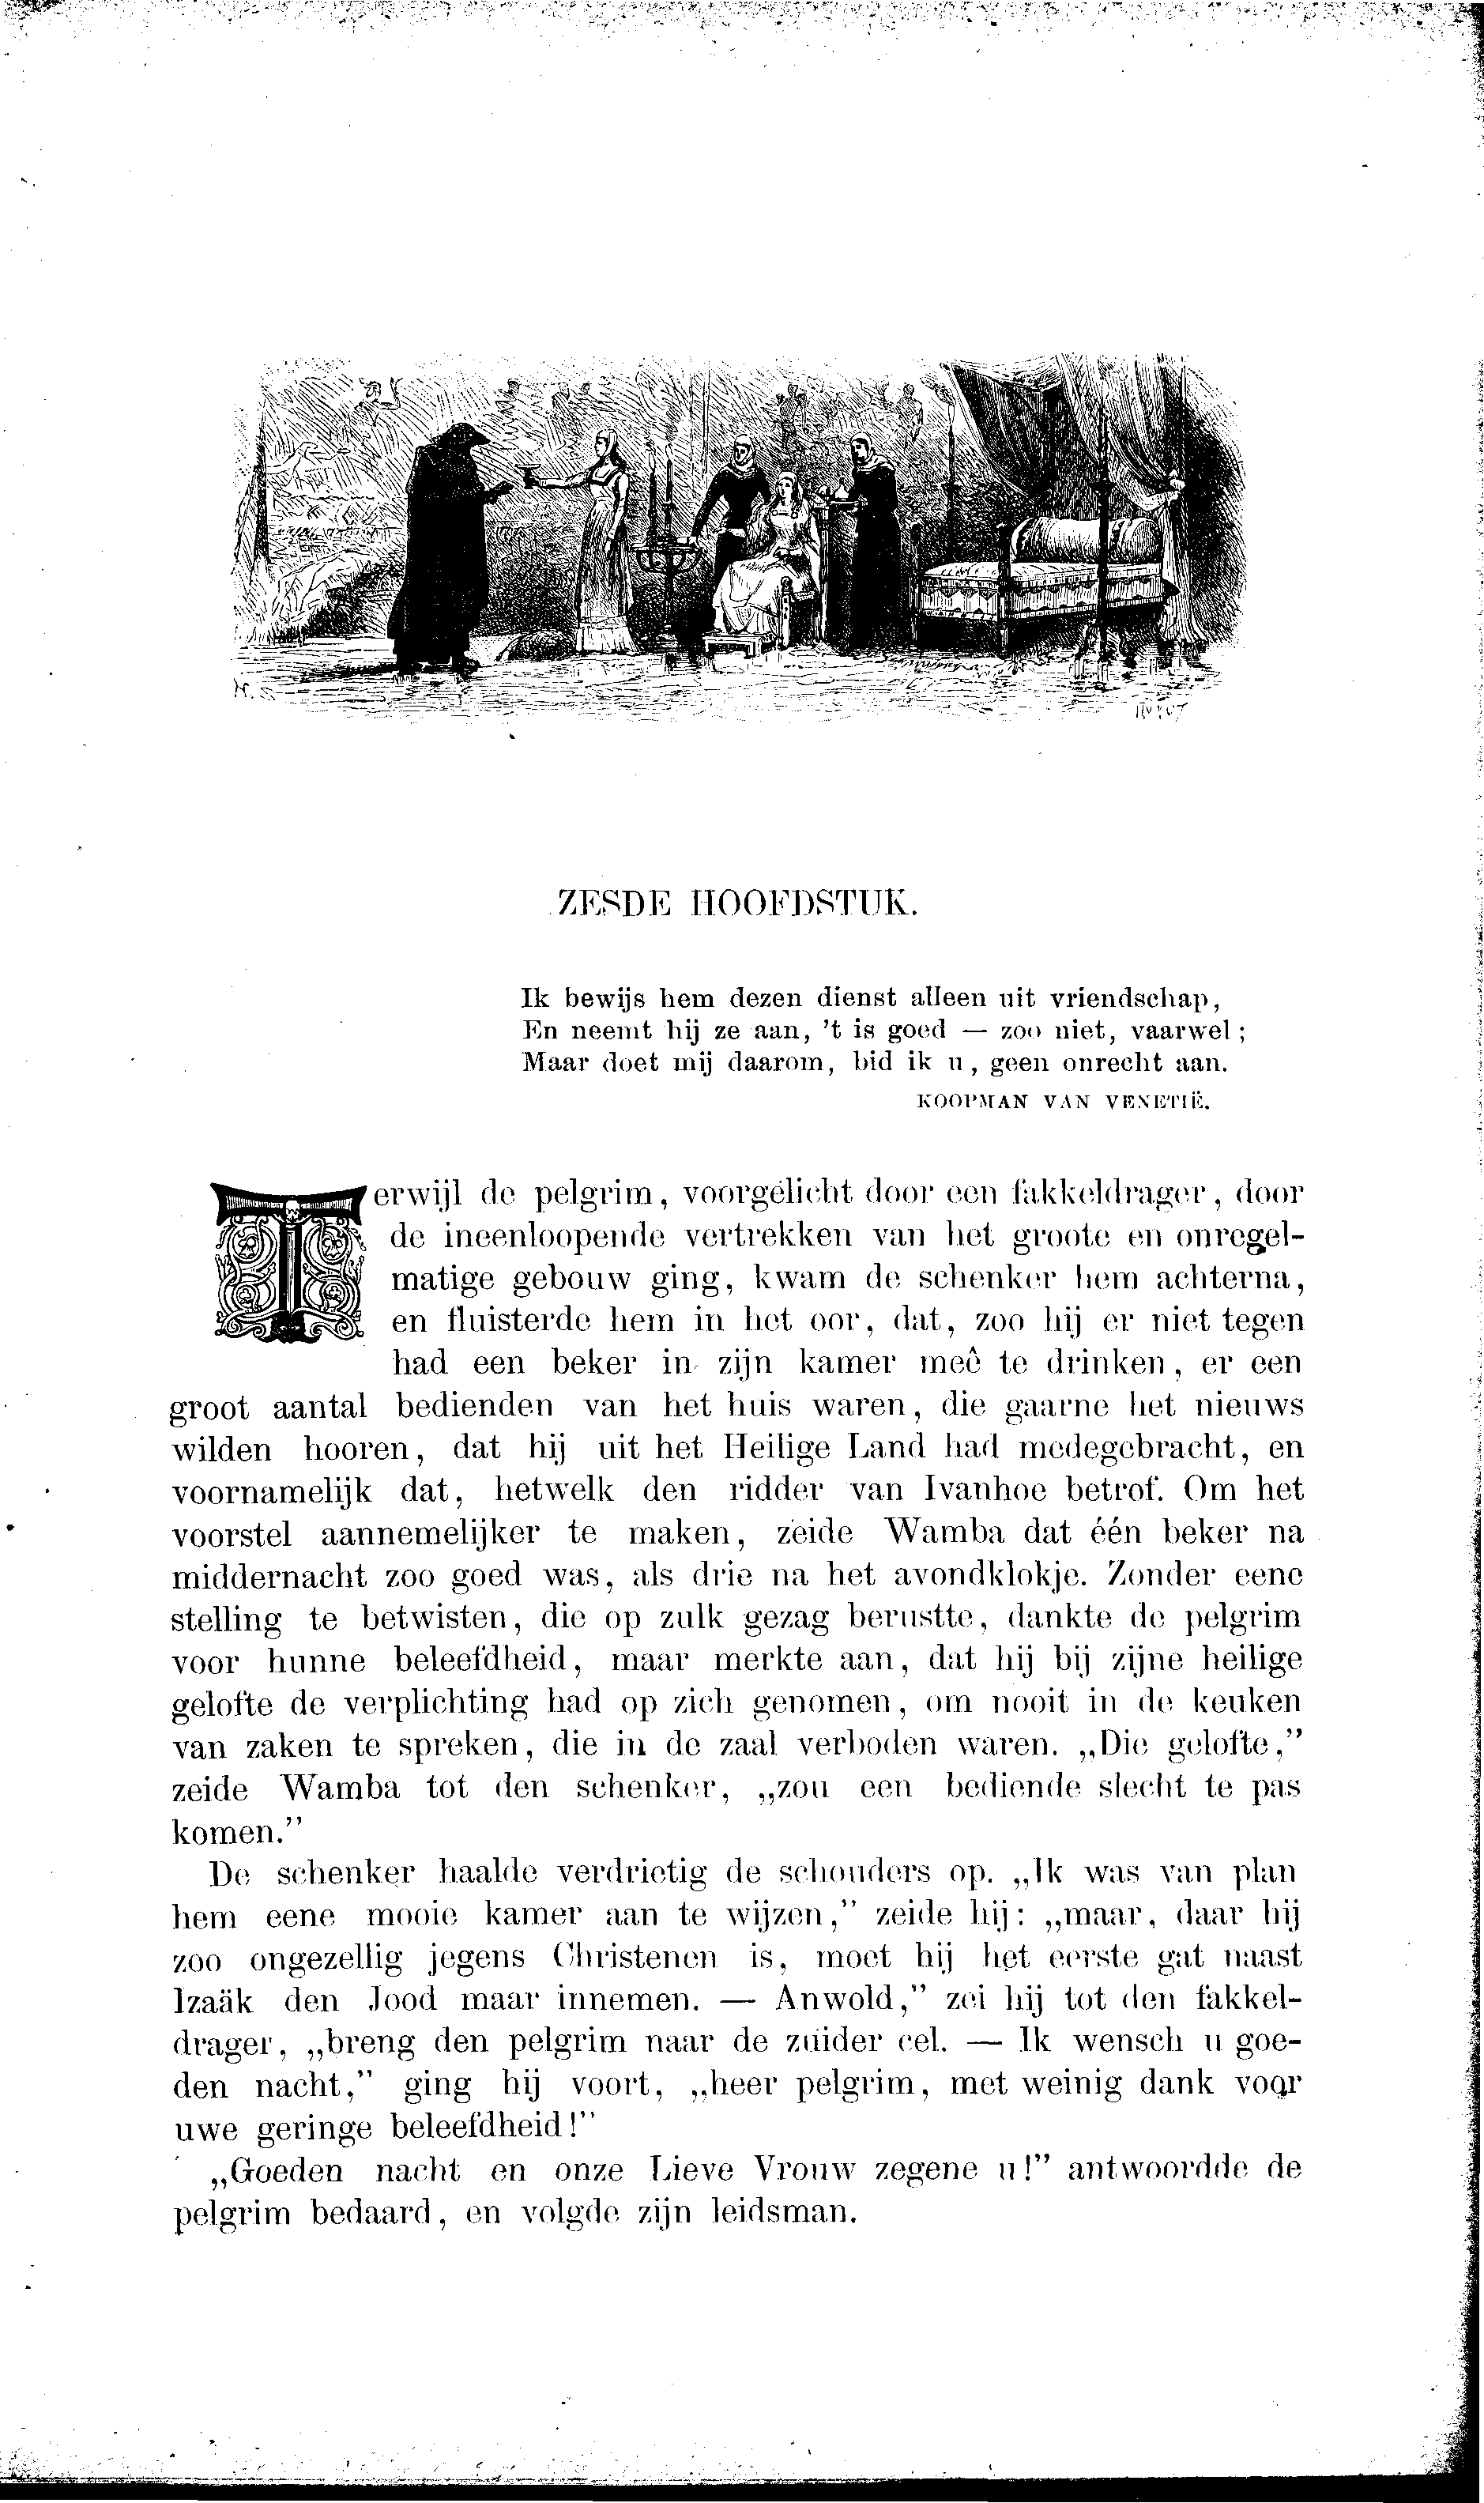 ZESDE HOOFDSTUK.
Ik bewijs hem dezen dienst alleen uit vriendschap,
En neemt hij ze aan, 't is goed — zoo niet, vaarwel;
Maar doet mij daarom, bid ik u, geen onrecht aan.
KOOPMAN VAN VENETIË.
Terwijl de pelgrim, voorgelicht door een fakkeldrager, door
de ineenloopende vertrekken van het groote en onregel-
matige gebouw ging, kwam de schenker hem achterna,
en fluisterde hem in het oor, dat, zoo hij er niet tegen
had een beker in zijn kamer meê te drinken, er een
groot aantal bedienden van het huis waren, die gaarne het nieuws
wilden hooren, dat hij uit het Heilige Land had medegebracht, en
voornamelijk dat, hetwelk den ridder van Ivanhoe betrof. Om het
voorstel aannemelijker te maken, zeide Wamba dat één beker na
middernacht zoo goed was, als drie na het avondklokje. Zonder eene
stelling te betwisten, die op zulk gezag berustte, dankte de pelgrim
voor hunne beleefdheid, maar merkte aan, dat hij bij zijne heilige
gelofte de verplichting had op zich genomen, om nooit in de keuken
van zaken te spreken, die in de zaal verboden waren. „Die gelofte,”
zeide Wamba tot den schenker, „zou een bediende slecht te pas
komen.”
De schenker haalde verdrietig de schouders op. „Ik was van plan
hem eene mooie kamer aan te wijzen,” zeide hij: „maar, daar hij
zoo ongezellig jegens Christenen is, moet hij het eerste gat naast
Izaäk den Jood maar innemen. — Anwold,” zei hij tot den fakkel-
drager, „breng den pelgrim naar de zuider cel. — Ik wensch u goe-
den nacht,” ging hij voort, „heer pelgrim, met weinig dank voor
uwe geringe beleefdheid!”
„Goeden nacht en onze Lieve Vrouw zegene u!” antwoordde de
pelgrim bedaard, en volgde zijn leidsman.